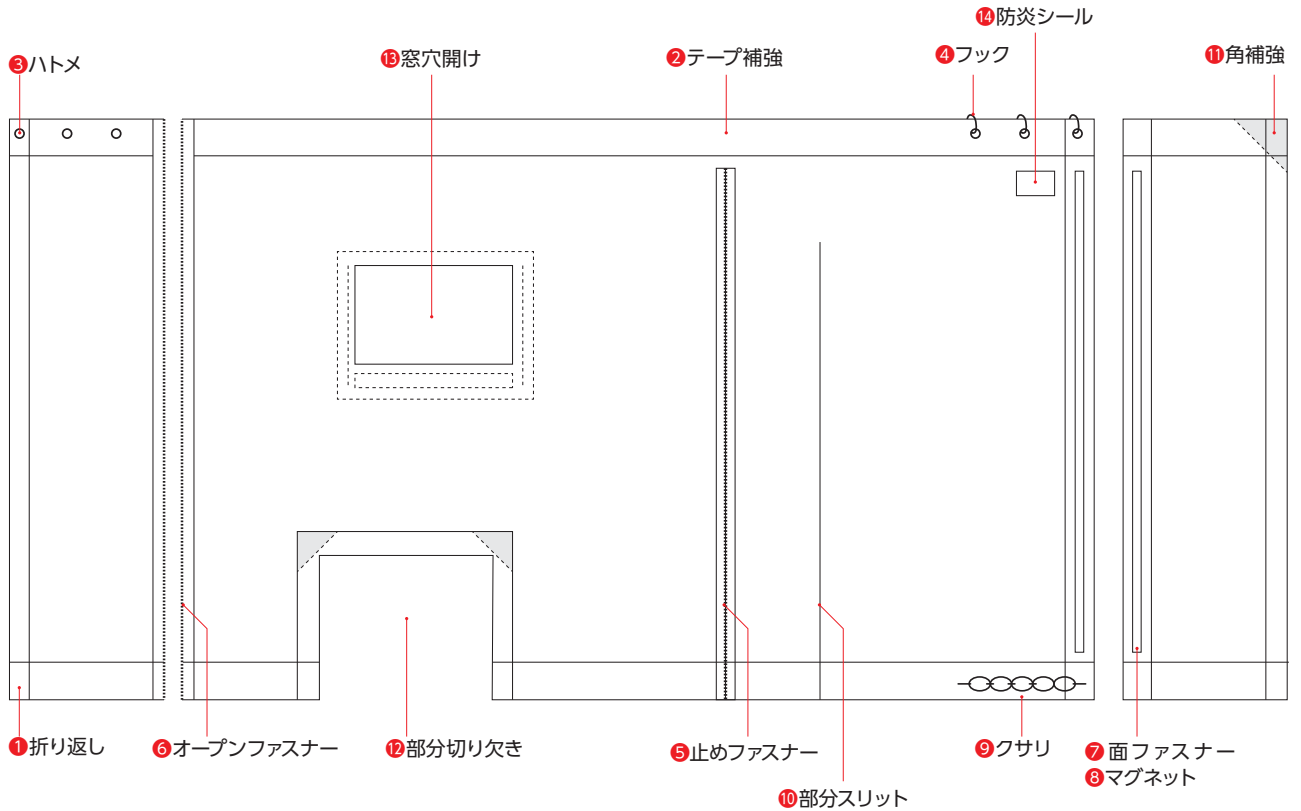 ⓮防炎シール
❸ハトメ
⓭窓穴開け
❷テープ補強
❹フック
⓫角補強
❶折り返し
❻オープンファスナー
⓬部分切り欠き
❺止めファスナー
❾クサリ
❼面ファスナー
❽マグネット
❿部分スリット